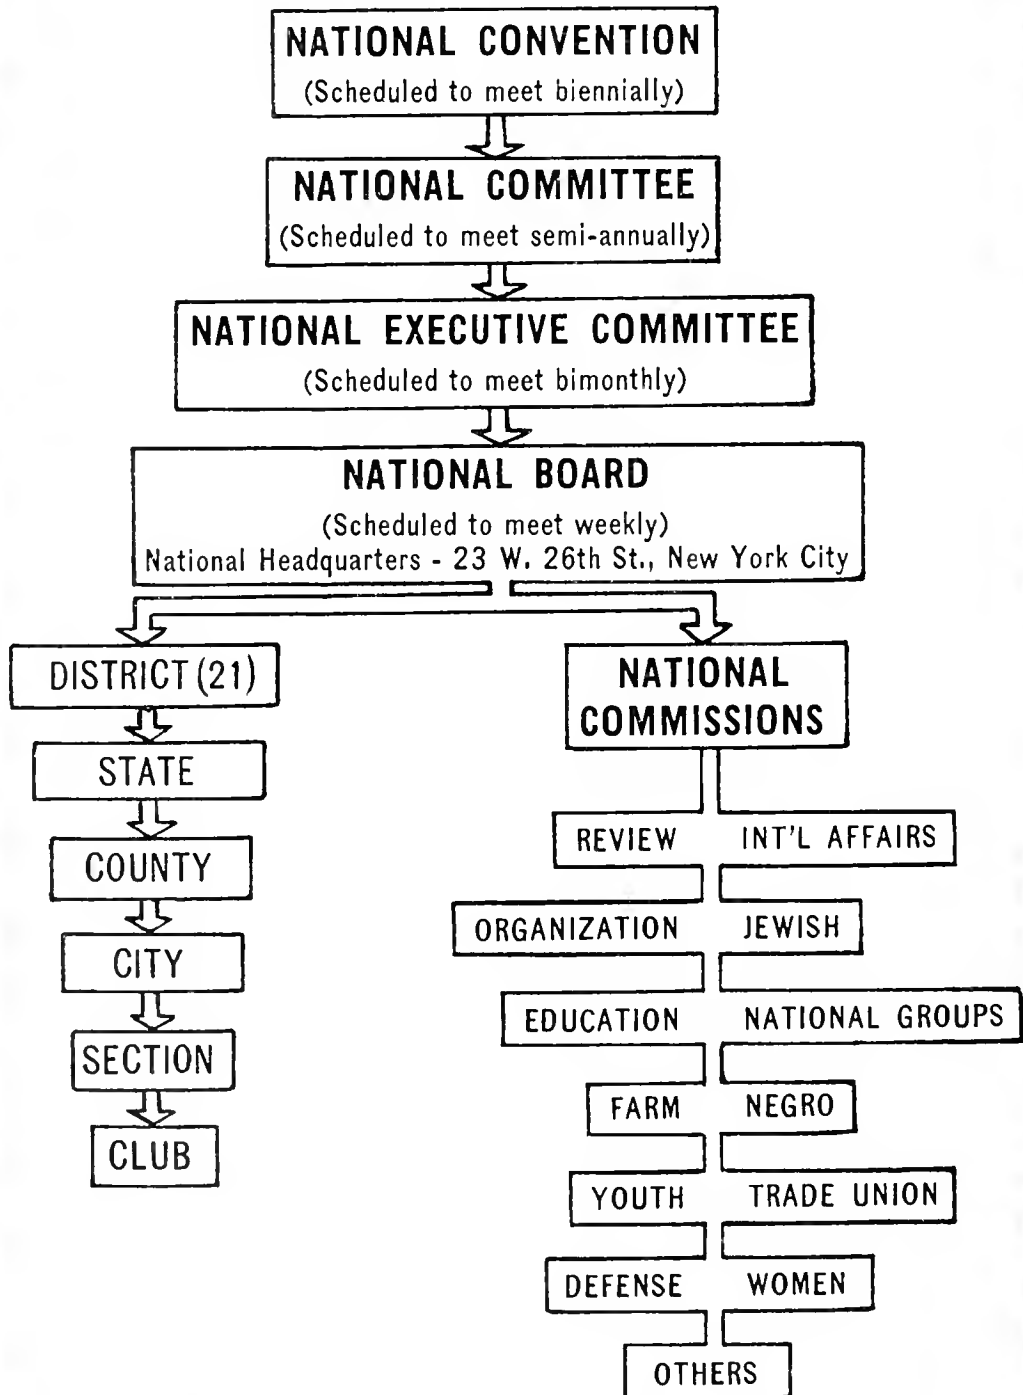 NATIONAL CONVENTION
(Scheduled to meet biennially)
NATIONAL COMMITTEE
(Scheduled to meet semi-annually)
NATIONAL EXECUTIVE COMMITTEE
(Scheduled to meet bimonthly)
NATIONAL BOARD
(Scheduled to meet weekly)
National Headquarters - 23 W. 26th St., New York City
DISTRICT (21)
STATE
COUNTY
CITY
SECTION
CLUB
NATIONAL
COMMISSIONS
REVIEW INT'L AFFAIRS
ORGANIZATION JEWISH
EDUCATION NATIONAL GROUPS
FARM NEGRO
YOUTH TRADE UNION
DEFENSE WOMEN
OTHERS